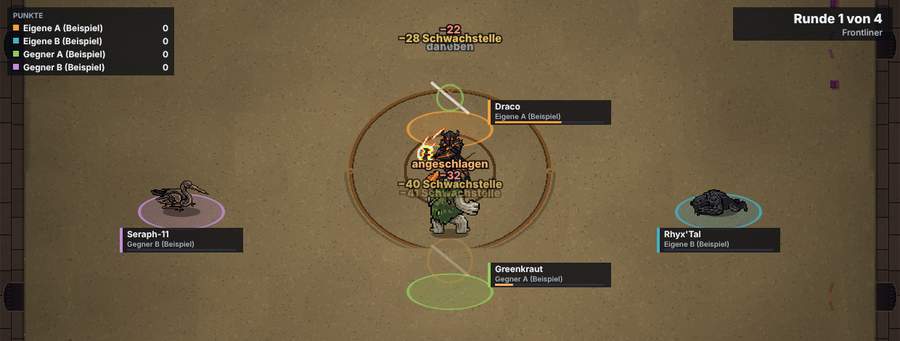 PUNKTE
Eigene A (Beispiel) 0
Eigene B (Beispiel) 0
Gegner A (Beispiel) 0
Gegner B (Beispiel) 0
Runde 1 von 4
Frontliner
−22
−28 Schwachstelle
daneben
Draco
Eigene A (Beispiel)
angeschlagen
−32
−40 Schwachstelle
−41 Schwachstelle
Seraph-11
Gegner B (Beispiel)
Rhyx'Tal
Eigene B (Beispiel)
Greenkraut
Gegner A (Beispiel)